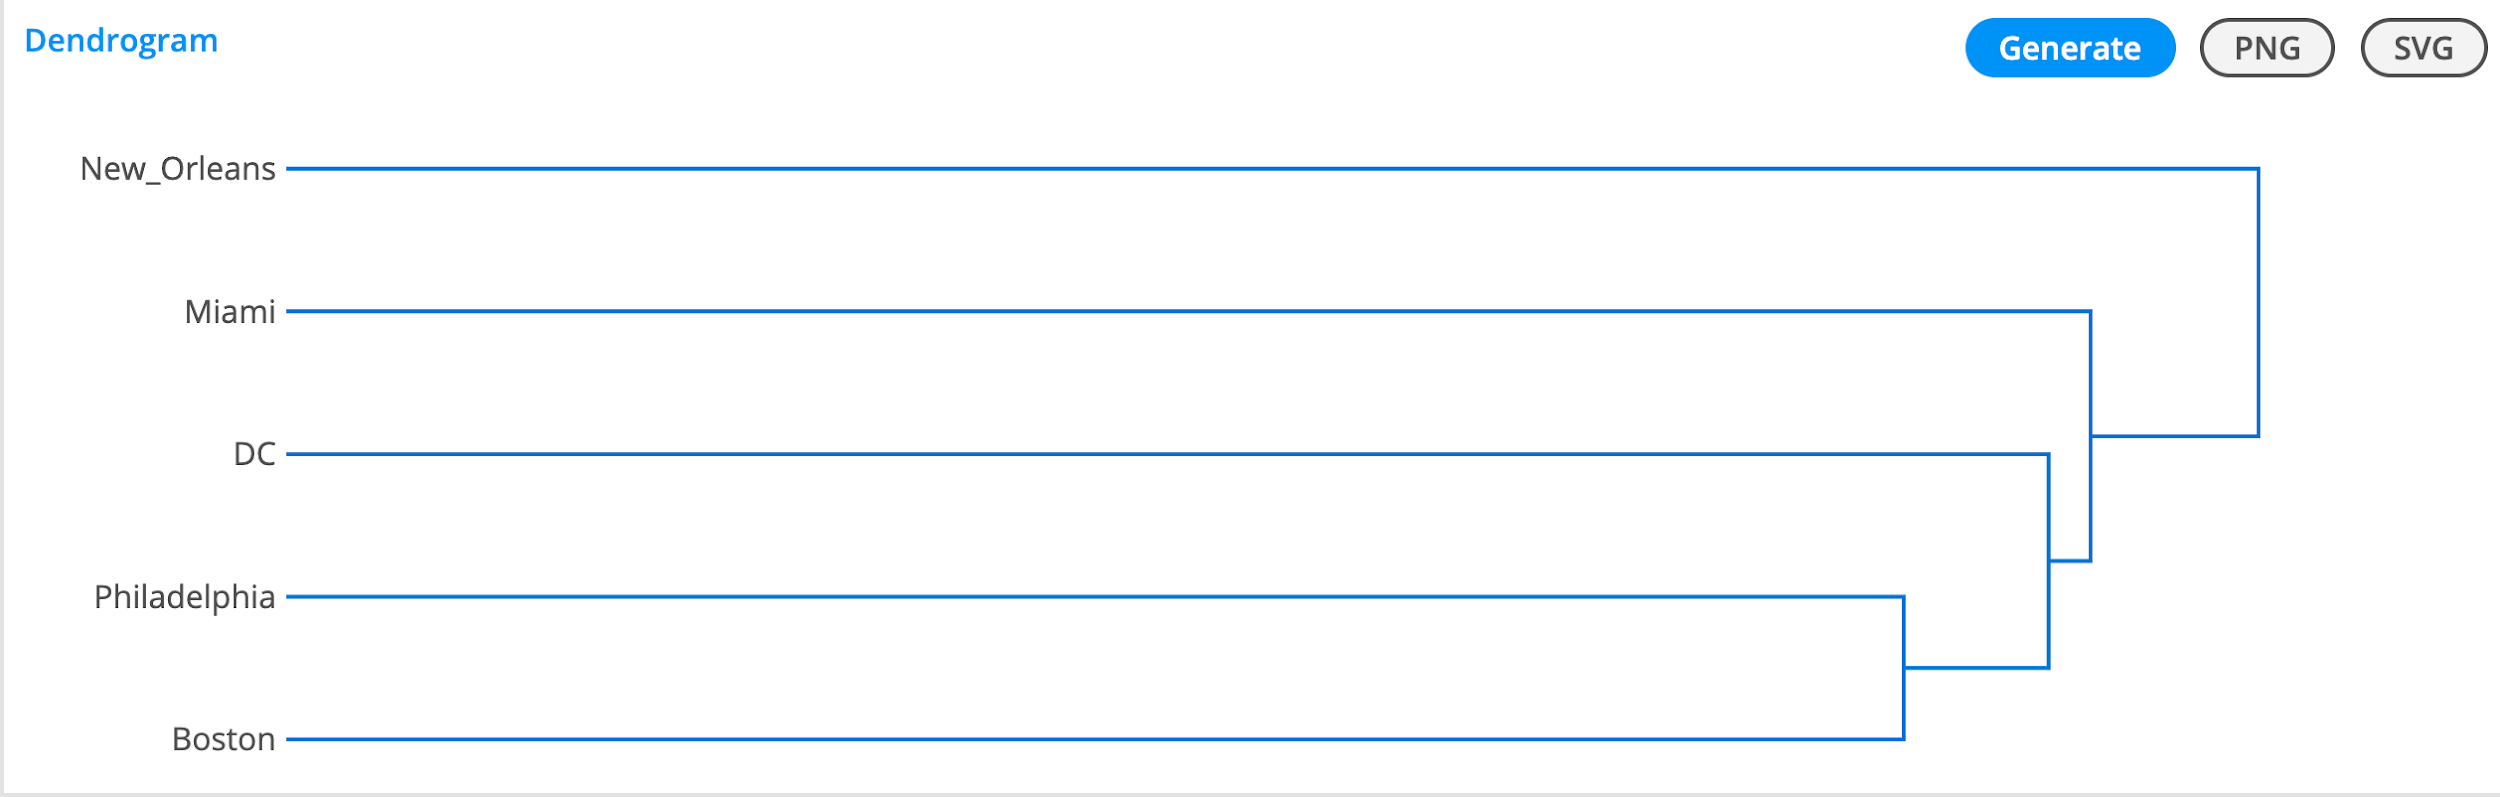 Dendrogram
Generate PNG SVG
New_Orleans
Miami
DC
Philadelphia
Boston